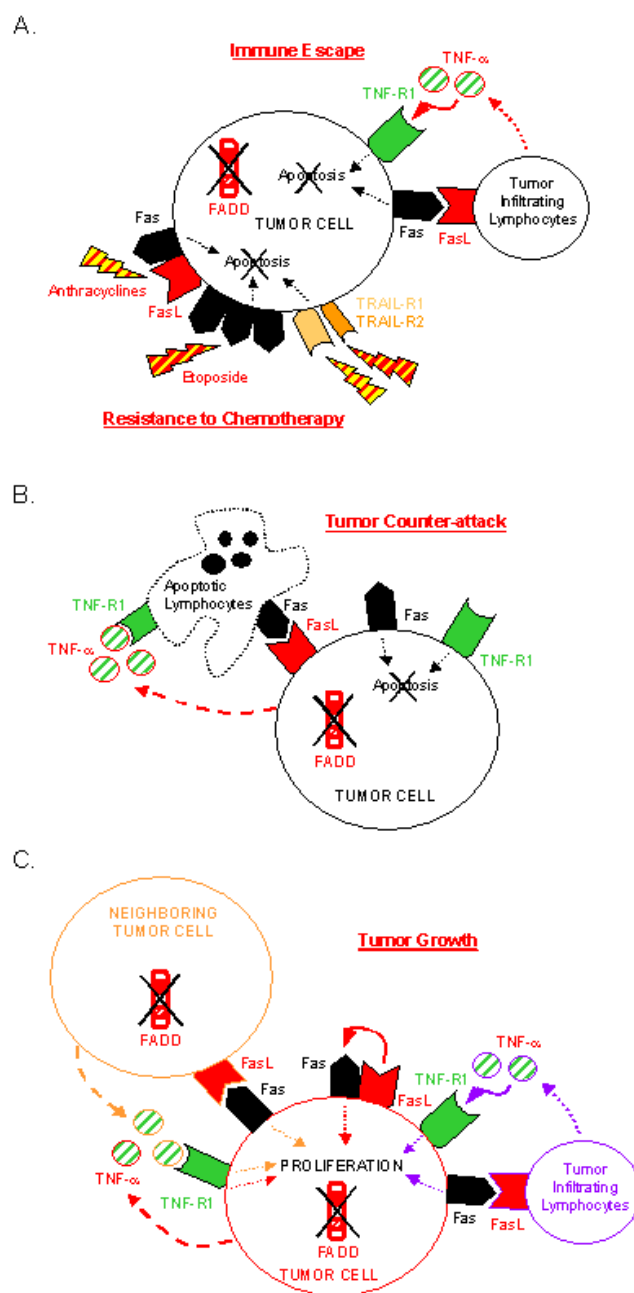 A.
Immune Escape
TNF-α
TNF-R1
Apoptosis
FADD
TUMOR CELL
Tumor
Infiltrating
Lymphocytes
Fas
FasL
Fas
Apoptosis
Anthracyclines
FasL
TRAIL-R1
TRAIL-R2
Etoposide
Resistance to Chemotherapy
B.
Tumor Counter-attack
Apoptotic
Lymphocytes
TNF-R1
Fas
FasL
Fas
TNF-α
TNF-R1
Apoptosis
FADD
TUMOR CELL
C.
NEIGHBORING
TUMOR CELL
Tumor Growth
FADD
FasL
Fas
Fas
FasL
TNF-α
TNF-R1
TNF-α
TNF-R1
PROLIFERATION
Tumor
Infiltrating
Lymphocytes
Fas
FasL
FADD
TUMOR CELL